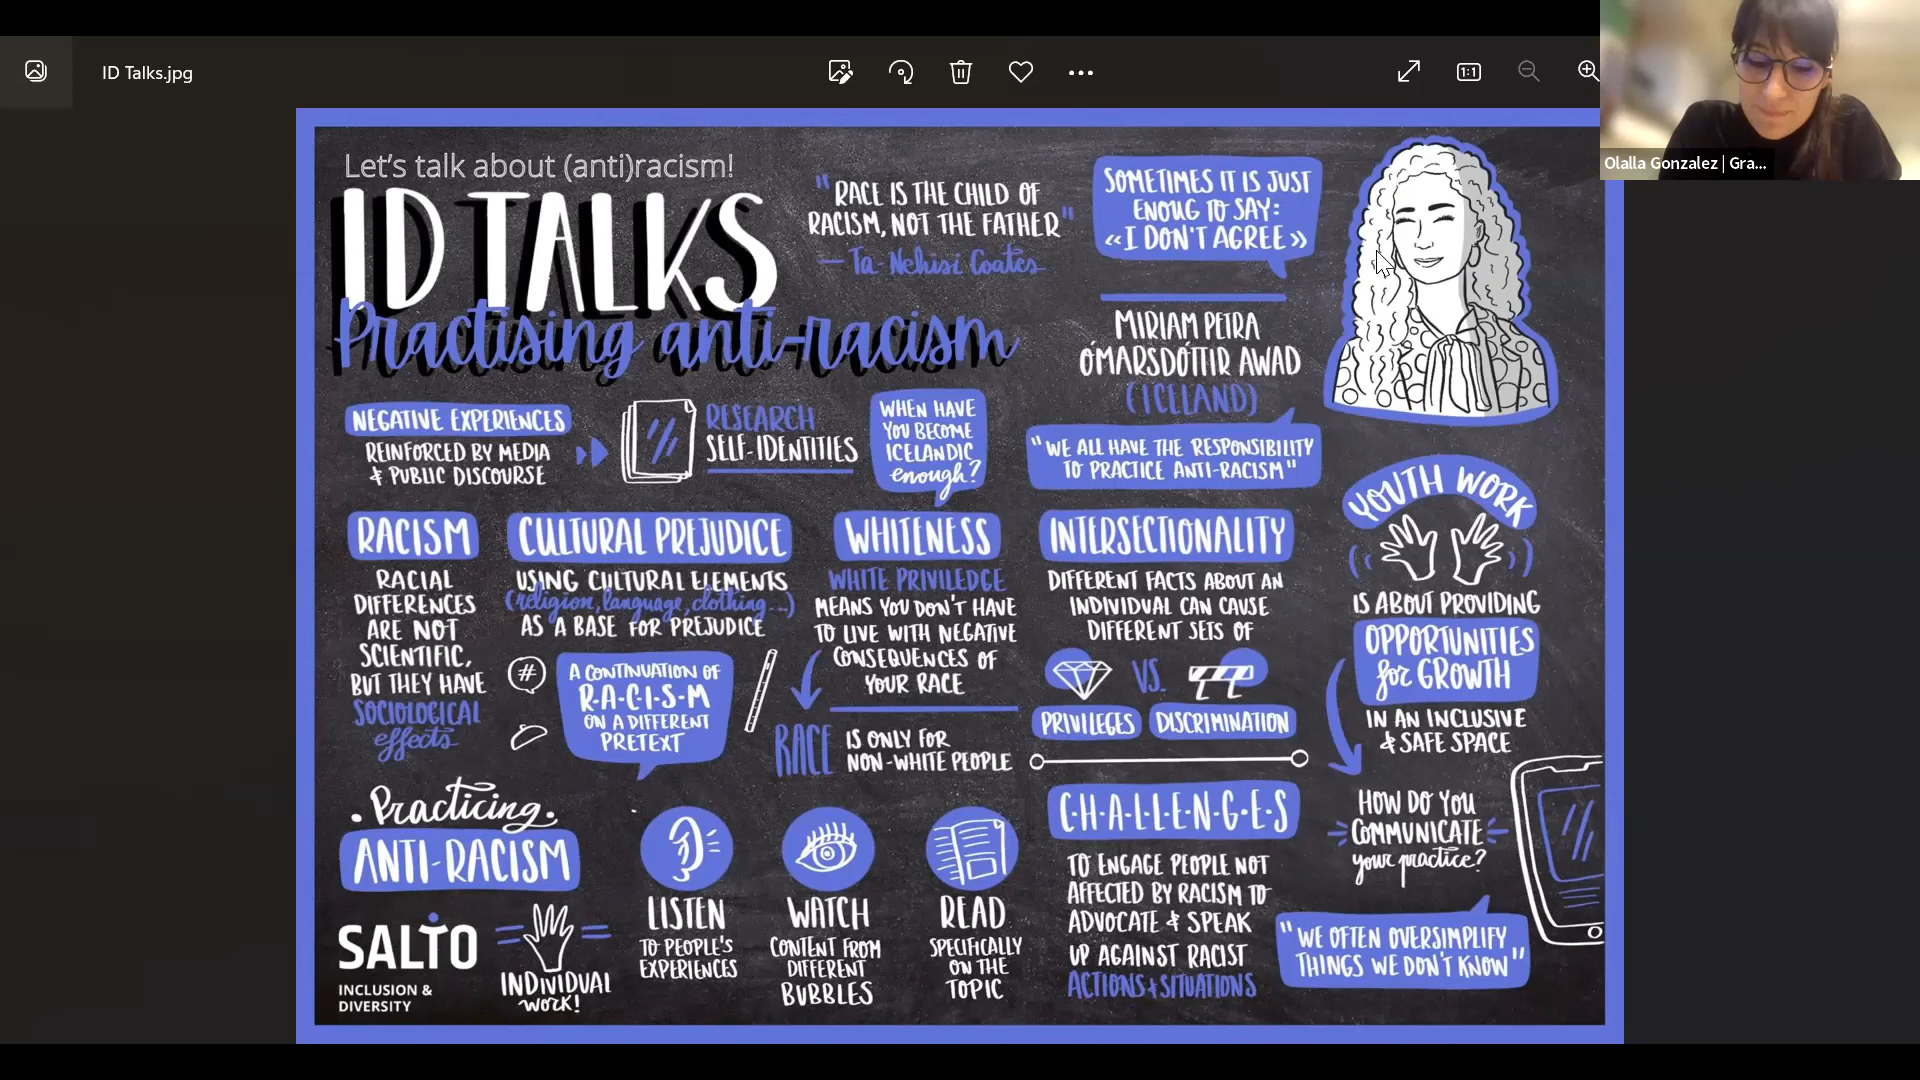 ID Talks.jpg
1:1
Olalla Gonzalez | Gra...
Let's talk about (anti)racism!
ID TALKS
Practising anti-racism
"RACE IS THE CHILD OF
RACISM, NOT THE FATHER"
— Ta-Nehisi Coates
SOMETIMES IT IS JUST
ENOUG TO SAY:
«I DON'T AGREE»
MIRIAM PETRA
ÓMARSDÓTTIR AWAD
(ICELAND)
"WE ALL HAVE THE RESPONSIBILITY
TO PRACTICE ANTI-RACISM"
NEGATIVE EXPERIENCES
REINFORCED BY MEDIA
& PUBLIC DISCOURSE
RESEARCH
SELF-IDENTITIES
WHEN HAVE
YOU BECOME
ICELANDIC
enough?
RACISM
RACIAL
DIFFERENCES
ARE NOT
SCIENTIFIC,
BUT THEY HAVE
SOCIOLOGICAL
effects
CULTURAL PREJUDICE
USING CULTURAL ELEMENTS
(religion, language, clothing...)
AS A BASE FOR PREJUDICE
#
A CONTINUATION OF
R-A-C-I-S-M
ON A DIFFERENT
PRETEXT
WHITENESS
WHITE PRIVILEDGE
MEANS YOU DON'T HAVE
TO LIVE WITH NEGATIVE
CONSEQUENCES OF
YOUR RACE
RACE IS ONLY FOR
NON-WHITE PEOPLE
INTERSECTIONALITY
DIFFERENT FACTS ABOUT AN
INDIVIDUAL CAN CAUSE
DIFFERENT SETS OF
VS.
PRIVILEGES DISCRIMINATION
YOUTH WORK
IS ABOUT PROVIDING
OPPORTUNITIES
for GROWTH
IN AN INCLUSIVE
& SAFE SPACE
HOW DO YOU
COMMUNICATE
your practice?
"WE OFTEN OVERSIMPLIFY
THINGS WE DON'T KNOW"
C-H-A-L-L-E-N-G-E-S
TO ENGAGE PEOPLE NOT
AFFECTED BY RACISM TO
ADVOCATE & SPEAK
UP AGAINST RACIST
ACTIONS & SITUATIONS
.Practicing.
ANTI-RACISM
INDIVIDUAL
work!
LISTEN
TO PEOPLE'S
EXPERIENCES
WATCH
CONTENT FROM
DIFFERENT
BUBBLES
READ
SPECIFICALLY
ON THE
TOPIC
SALTO
INCLUSION &
DIVERSITY